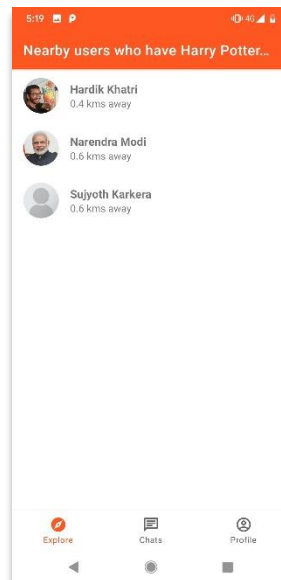 5:19
4G
Nearby users who have Harry Potter...
Hardik Khatri
0.4 kms away
Narendra Modi
0.6 kms away
Sujyoth Karkera
0.6 kms away
Explore
Chats
Profile